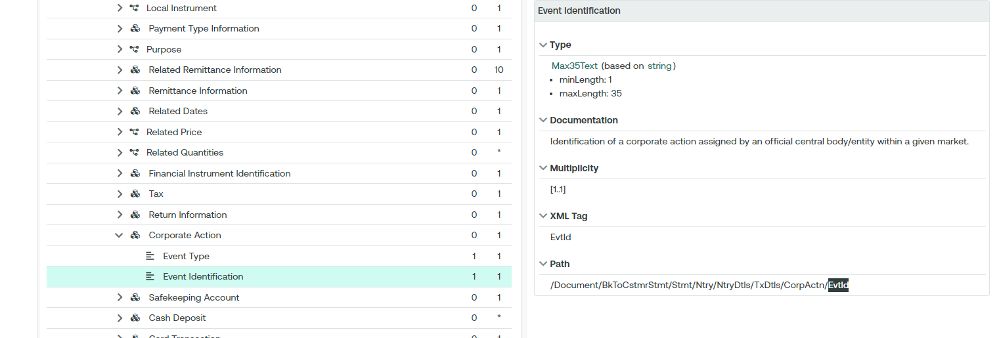 Local Instrument 0 1
Payment Type Information 0 1
Purpose 0 1
Related Remittance Information 0 10
Remittance Information 0 1
Related Dates 0 1
Related Price 0 1
Related Quantities 0 *
Financial Instrument Identification 0 1
Tax 0 1
Return Information 0 1
Corporate Action 0 1
Event Type 1 1
Event Identification 1 1
Safekeeping Account 0 1
Cash Deposit 0 *
Card Transaction 0 1
Event Identification
Type
Max35Text (based on string)
• minLength: 1
• maxLength: 35
Documentation
Identification of a corporate action assigned by an official central body/entity within a given market.
Multiplicity
[1..1]
XML Tag
EvtId
Path
/Document/BkToCstmrStmt/Stmt/Ntry/NtryDtls/TxDtls/CorpActn/EvtId